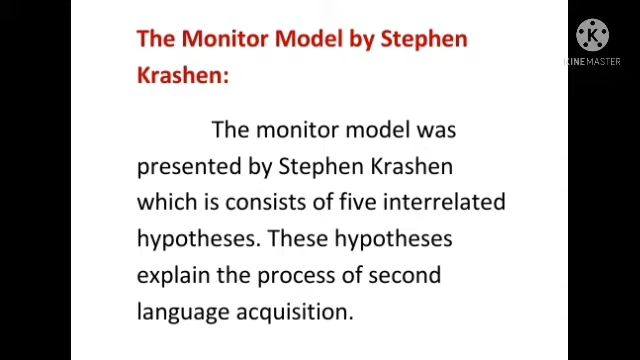 The Monitor Model by Stephen
Krashen:
K
KINEMASTER
The monitor model was
presented by Stephen Krashen
which is consists of five interrelated
hypotheses. These hypotheses
explain the process of second
language acquisition.